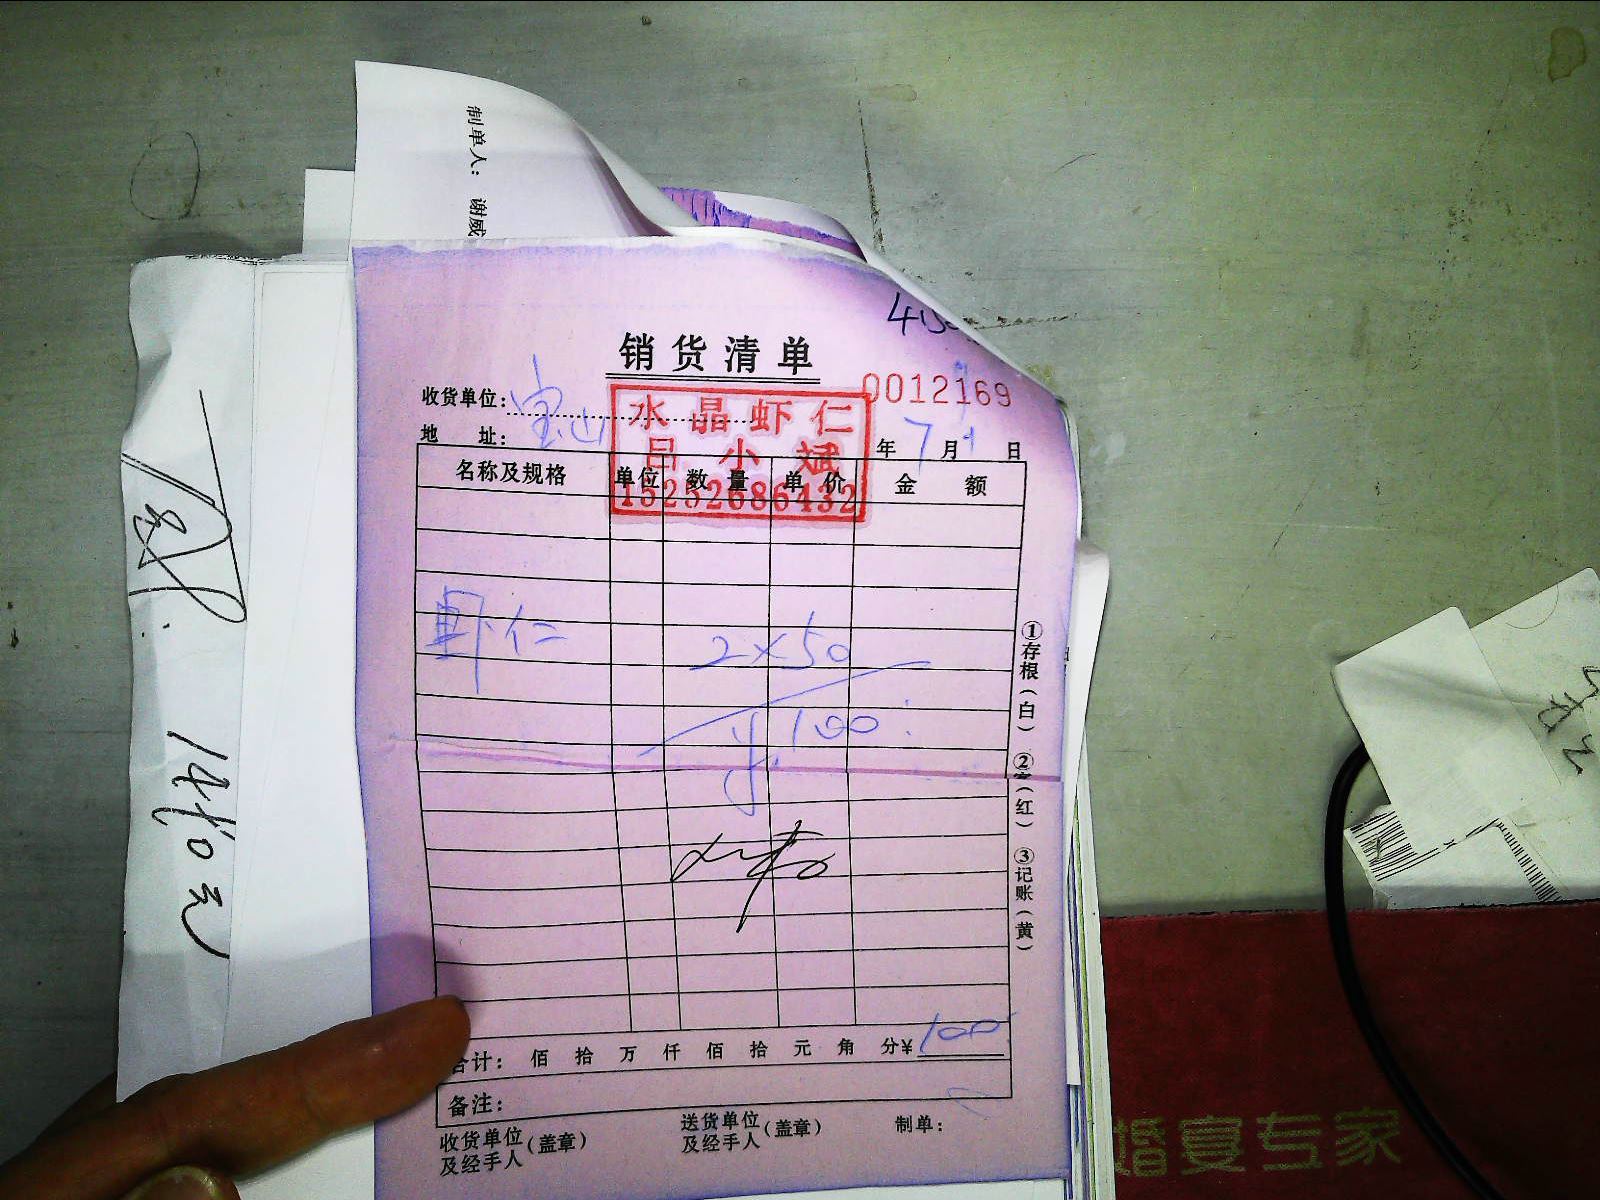 制单人： 谢威
销货清单
0012169
收货单位：宝山
水晶虾仁
吕小斌
15252686432
地 址：
年 7 月 日
名称及规格 单位 数量 单价 金额
虾仁 2×50
100
合计： 佰 拾 万 仟 佰 拾 元 角 分¥ 100
备注：
收货单位及经手人（盖章） 送货单位及经手人（盖章） 制单：
①存根（白） ②（红） ③记账（黄）
婚宴专家